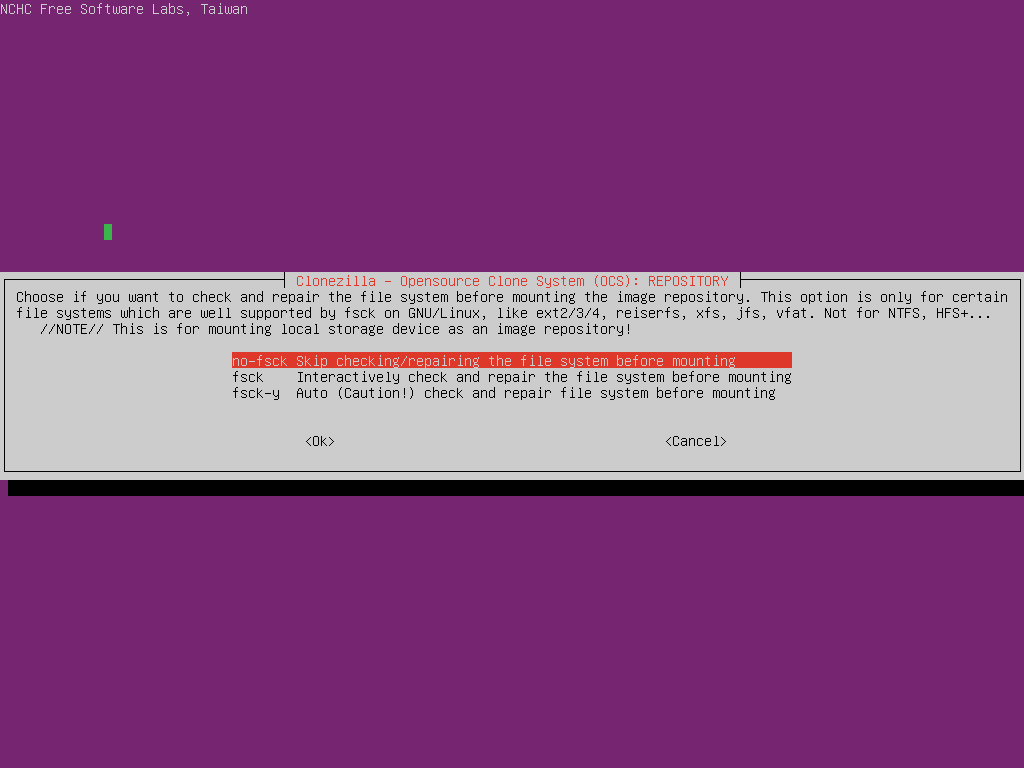 NCHC Free Software Labs, Taiwan
Clonezilla - Opensource Clone System (OCS): REPOSITORY
Choose if you want to check and repair the file system before mounting the image repository. This option is only for certain
file systems which are well supported by fsck on GNU/Linux, like ext2/3/4, reiserfs, xfs, jfs, vfat. Not for NTFS, HFS+...
//NOTE// This is for mounting local storage device as an image repository!
no-fsck Skip checking/repairing the file system before mounting
fsck Interactively check and repair the file system before mounting
fsck-y Auto (Caution!) check and repair file system before mounting
<Ok> <Cancel>